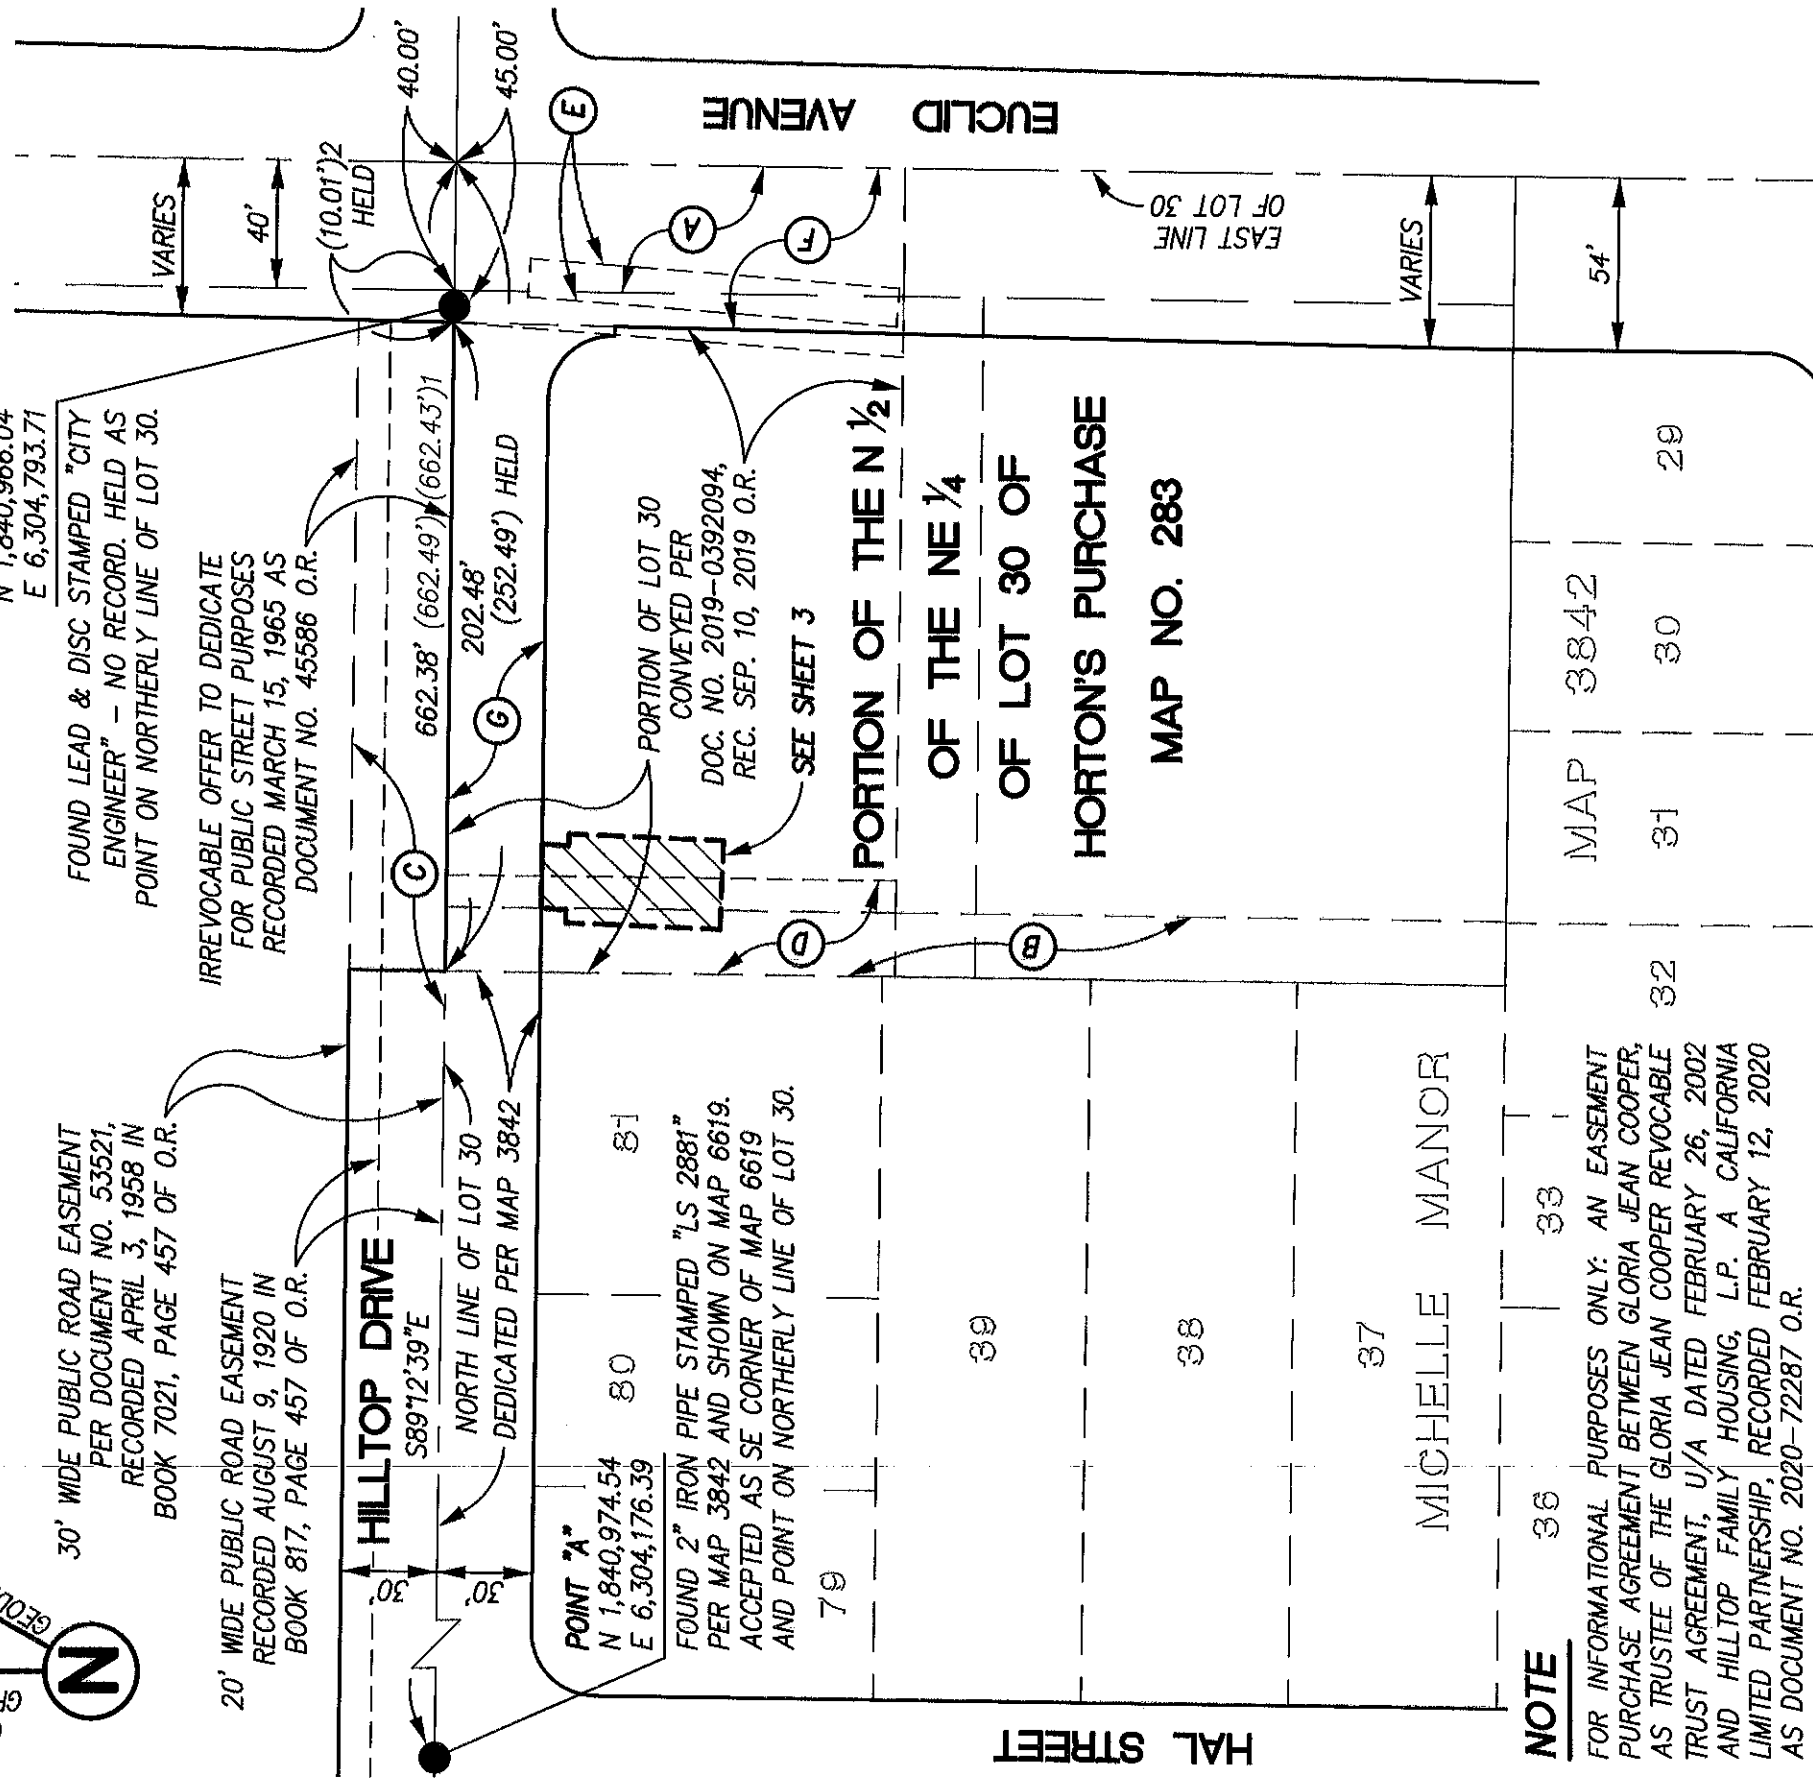 N
30' WIDE PUBLIC ROAD EASEMENT
PER DOCUMENT NO. 53521,
RECORDED APRIL 3, 1958 IN
BOOK 7021, PAGE 457 OF O.R.
20' WIDE PUBLIC ROAD EASEMENT
RECORDED AUGUST 9, 1920 IN
BOOK 817, PAGE 457 OF O.R.
N 1,840,966.04
E 6,304,793.71
FOUND LEAD & DISC STAMPED "CITY
ENGINEER" - NO RECORD. HELD AS
POINT ON NORTHERLY LINE OF LOT 30.
IRREVOCABLE OFFER TO DEDICATE
FOR PUBLIC STREET PURPOSES
RECORDED MARCH 15, 1965 AS
DOCUMENT NO. 45586 O.R.
VARIES
40'
(10.01')2
HELD
40.00'
45.00'
HILLTOP DRIVE
S89°12'39"E
30'
30'
NORTH LINE OF LOT 30
DEDICATED PER MAP 3842
C
662.38' (662.49')(662.43')1
202.48'
(252.49') HELD
G
E
A
F
EUCLID AVENUE
POINT "A"
N 1,840,974.54
E 6,304,176.39
FOUND 2" IRON PIPE STAMPED "LS 2881"
PER MAP 3842 AND SHOWN ON MAP 6619.
ACCEPTED AS SE CORNER OF MAP 6619
AND POINT ON NORTHERLY LINE OF LOT 30.
79
80
81
PORTION OF LOT 30
CONVEYED PER
DOC. NO. 2019-0392094,
REC. SEP. 10, 2019 O.R.
SEE SHEET 3
D
B
PORTION OF THE N ½
OF THE NE ¼
OF LOT 30 OF
HORTON'S PURCHASE
MAP NO. 283
EAST LINE
OF LOT 30
VARIES
54'
39
38
37
HAL STREET
MICHELLE MANOR
MAP 3842
36
33
32
31
30
29
NOTE
FOR INFORMATIONAL PURPOSES ONLY: AN EASEMENT
PURCHASE AGREEMENT BETWEEN GLORIA JEAN COOPER,
AS TRUSTEE OF THE GLORIA JEAN COOPER REVOCABLE
TRUST AGREEMENT, U/A DATED FEBRUARY 26, 2002
AND HILLTOP FAMILY HOUSING, L.P. A CALIFORNIA
LIMITED PARTNERSHIP, RECORDED FEBRUARY 12, 2020
AS DOCUMENT NO. 2020-72287 O.R.